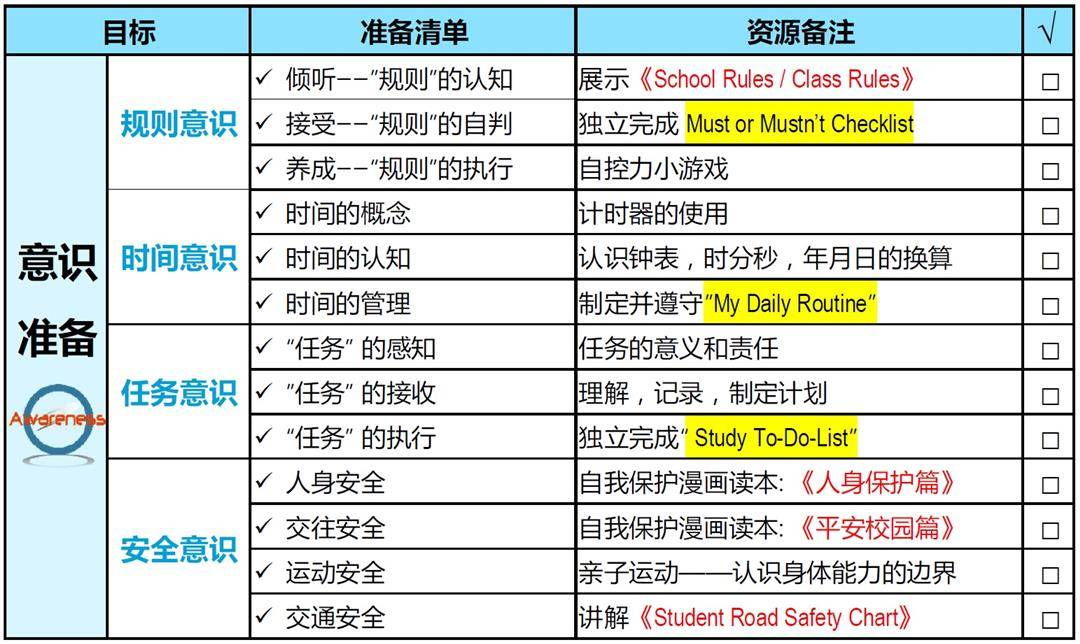 目标 准备清单 资源备注 √
意识
准备
Awareness
规则意识
✓ 倾听——“规则”的认知 展示《School Rules / Class Rules》 □
✓ 接受——“规则”的自判 独立完成 Must or Mustn’t Checklist □
✓ 养成——“规则”的执行 自控力小游戏 □
时间意识
✓ 时间的概念 计时器的使用 □
✓ 时间的认知 认识钟表，时分秒，年月日的换算 □
✓ 时间的管理 制定并遵守“My Daily Routine” □
任务意识
✓ “任务” 的感知 任务的意义和责任 □
✓ “任务” 的接收 理解，记录，制定计划 □
✓ “任务” 的执行 独立完成“ Study To-Do-List” □
安全意识
✓ 人身安全 自我保护漫画读本: 《人身保护篇》 □
✓ 交往安全 自我保护漫画读本: 《平安校园篇》 □
✓ 运动安全 亲子运动——认识身体能力的边界 □
✓ 交通安全 讲解《Student Road Safety Chart》 □